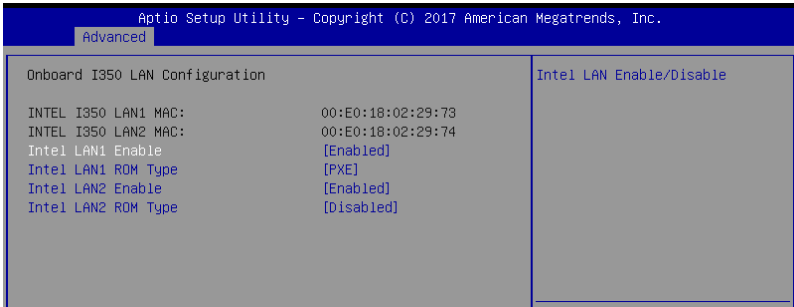 Aptio Setup Utility – Copyright (C) 2017 American Megatrends, Inc.
Advanced
Onboard I350 LAN Configuration
Intel LAN Enable/Disable
INTEL I350 LAN1 MAC: 00:E0:18:02:29:73
INTEL I350 LAN2 MAC: 00:E0:18:02:29:74
Intel LAN1 Enable [Enabled]
Intel LAN1 ROM Type [PXE]
Intel LAN2 Enable [Enabled]
Intel LAN2 ROM Type [Disabled]